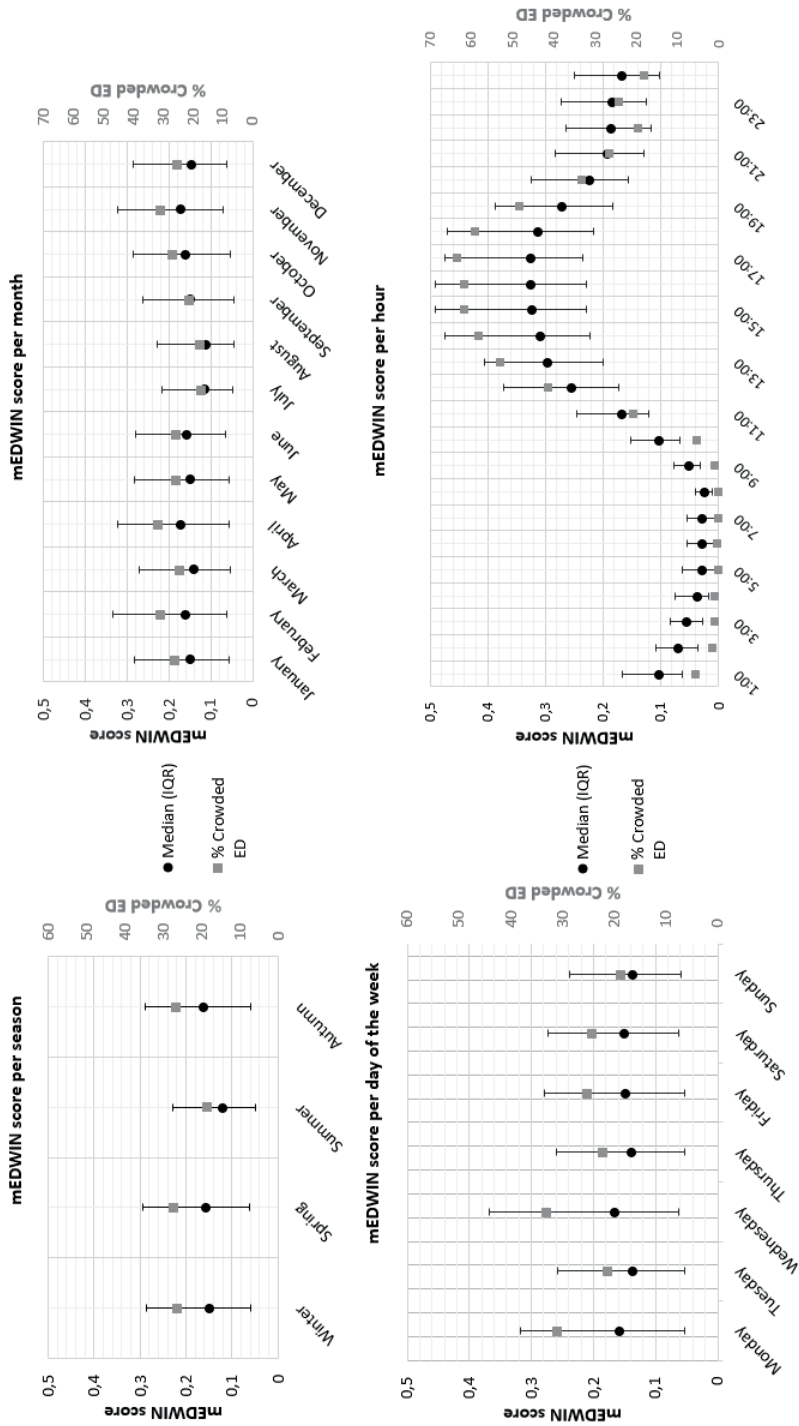 mEDWIN score per season
mEDWIN score
0,5
0,4
0,3
0,2
0,1
0
Winter
Spring
Summer
Autumn
60
50
40
30
20
10
0
% Crowded ED
Median (IQR)
% Crowded
ED
mEDWIN score per month
mEDWIN score
0,5
0,4
0,3
0,2
0,1
0
January
February
March
April
May
June
July
August
September
October
November
December
70
60
50
40
30
20
10
0
% Crowded ED
mEDWIN score per day of the week
mEDWIN score
0,5
0,4
0,3
0,2
0,1
0
Monday
Tuesday
Wednesday
Thursday
Friday
Saturday
Sunday
60
50
40
30
20
10
0
% Crowded ED
Median (IQR)
% Crowded
ED
mEDWIN score per hour
mEDWIN score
0,5
0,4
0,3
0,2
0,1
0
1:00
3:00
5:00
7:00
9:00
11:00
13:00
15:00
17:00
19:00
21:00
23:00
70
60
50
40
30
20
10
0
% Crowded ED